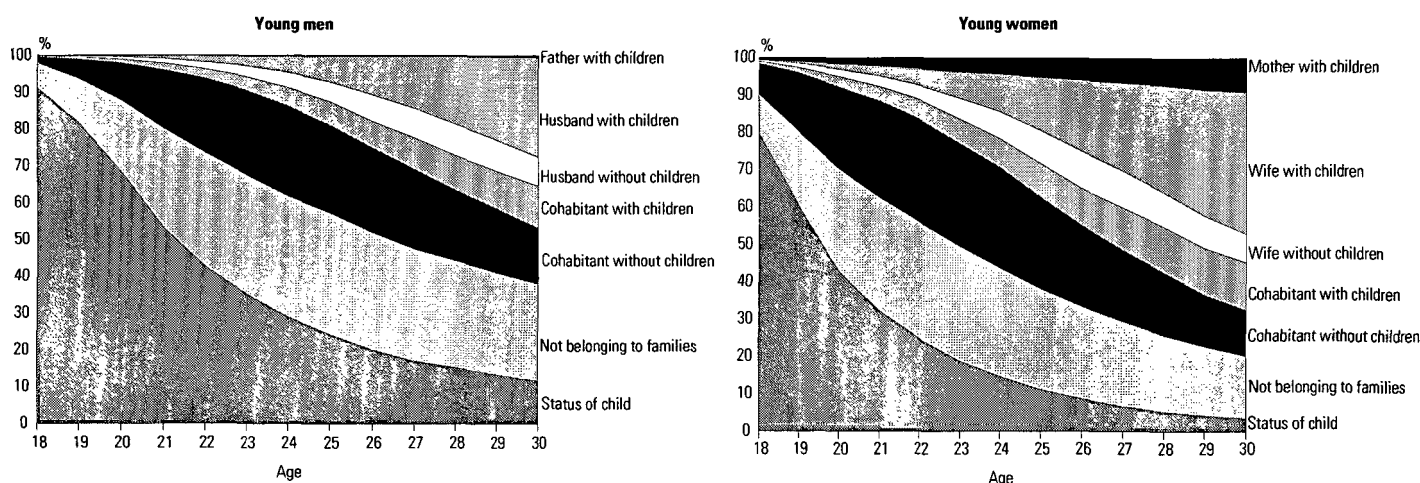 Young men
%
100
90
80
70
60
50
40
30
20
10
0
18 19 20 21 22 23 24 25 26 27 28 29 30
Age
Father with children
Husband with children
Husband without children
Cohabitant with children
Cohabitant without children
Not belonging to families
Status of child
Young women
%
100
90
80
70
60
50
40
30
20
10
0
18 19 20 21 22 23 24 25 26 27 28 29 30
Age
Mother with children
Wife with children
Wife without children
Cohabitant with children
Cohabitant without children
Not belonging to families
Status of child